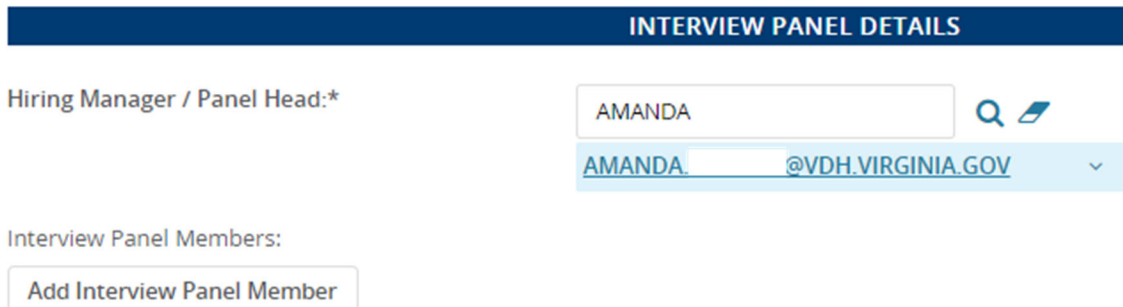 INTERVIEW PANEL DETAILS
Hiring Manager / Panel Head:*
AMANDA
AMANDA. @VDH.VIRGINIA.GOV
Interview Panel Members:
Add Interview Panel Member